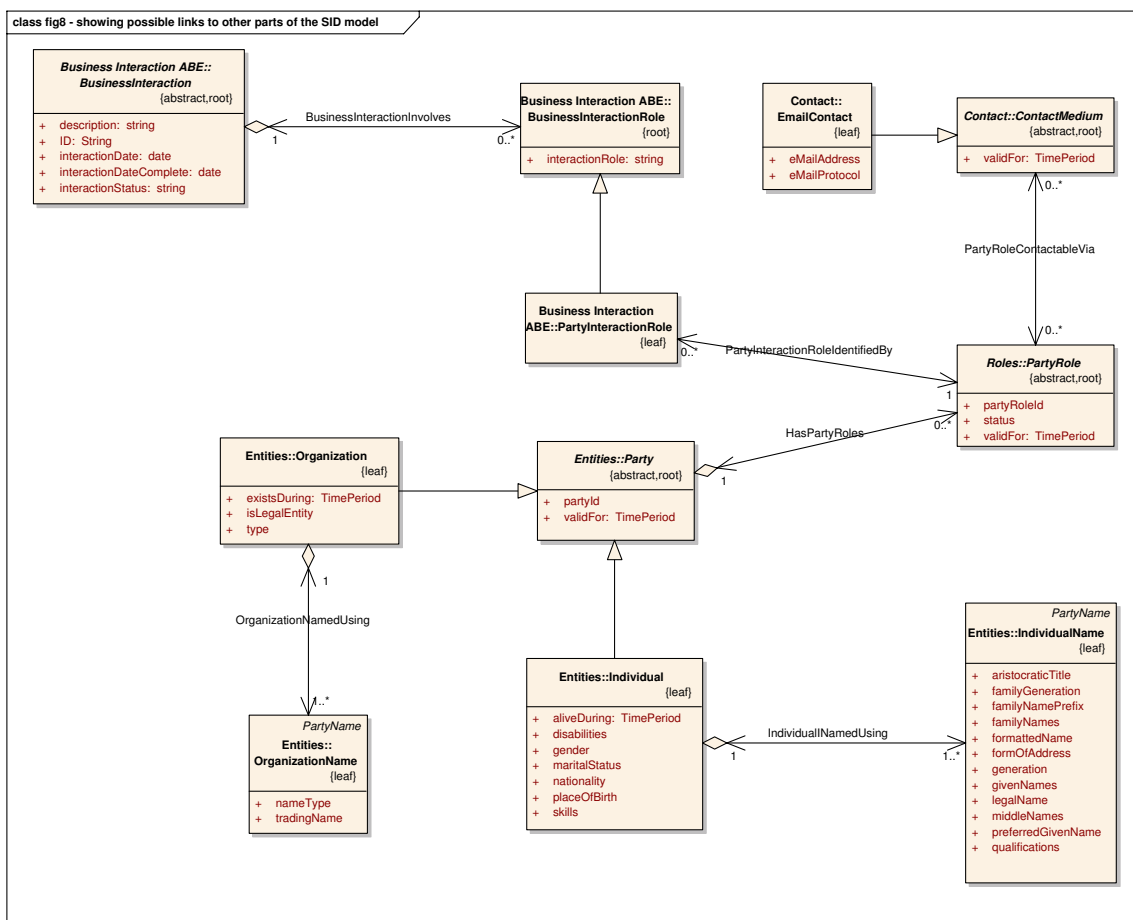 class fig8 - showing possible links to other parts of the SID model
Business Interaction ABE::
BusinessInteraction
{abstract,root}
+ description: string
+ ID: String
+ interactionDate: date
+ interactionDateComplete: date
+ interactionStatus: string
BusinessInteractionInvolves
1
0..*
Business Interaction ABE::
BusinessInteractionRole
{root}
+ interactionRole: string
Contact::
EmailContact
{leaf}
+ eMailAddress
+ eMailProtocol
Contact::ContactMedium
{abstract,root}
+ validFor: TimePeriod
0..*
PartyRoleContactableVia
0..*
Business Interaction
ABE::PartyInteractionRole
{leaf}
0..*
PartyInteractionRoleIdentifiedBy
1
Roles::PartyRole
{abstract,root}
+ partyRoleId
+ status
+ validFor: TimePeriod
0..*
HasPartyRoles
1
Entities::Organization
{leaf}
+ existsDuring: TimePeriod
+ isLegalEntity
+ type
Entities::Party
{abstract,root}
+ partyId
+ validFor: TimePeriod
1
OrganizationNamedUsing
1..*
PartyName
Entities::
OrganizationName
{leaf}
+ nameType
+ tradingName
Entities::Individual
{leaf}
+ aliveDuring: TimePeriod
+ disabilities
+ gender
+ maritalStatus
+ nationality
+ placeOfBirth
+ skills
IndividualINamedUsing
1
1..*
PartyName
Entities::IndividualName
{leaf}
+ aristocraticTitle
+ familyGeneration
+ familyNamePrefix
+ familyNames
+ formattedName
+ formOfAddress
+ generation
+ givenNames
+ legalName
+ middleNames
+ preferredGivenName
+ qualifications